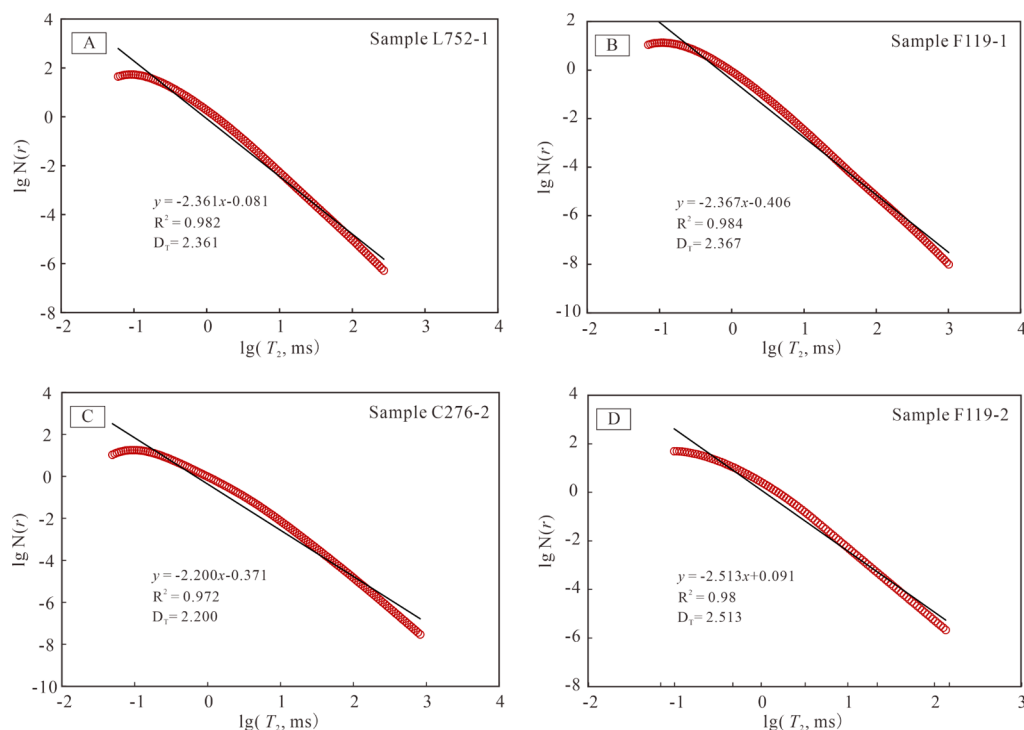 A
Sample L752-1
4
2
0
-2
-4
-6
-8
lg N(r)
y = -2.361x-0.081
R² = 0.982
D_T= 2.361
-2 -1 0 1 2 3 4
lg( T₂, ms)
B
Sample F119-1
2
0
-2
-4
-6
-8
-10
lg N(r)
y = -2.367x-0.406
R² = 0.984
D_T= 2.367
-2 -1 0 1 2 3 4
lg( T₂, ms)
C
Sample C276-2
4
2
0
-2
-4
-6
-8
-10
lg N(r)
y = -2.200x-0.371
R² = 0.972
D_T= 2.200
-2 -1 0 1 2 3 4
lg( T₂, ms)
D
Sample F119-2
4
2
0
-2
-4
-6
-8
lg N(r)
y = -2.513x+0.091
R² = 0.98
D_T= 2.513
-2 -1 0 1 2 3
lg( T₂, ms)